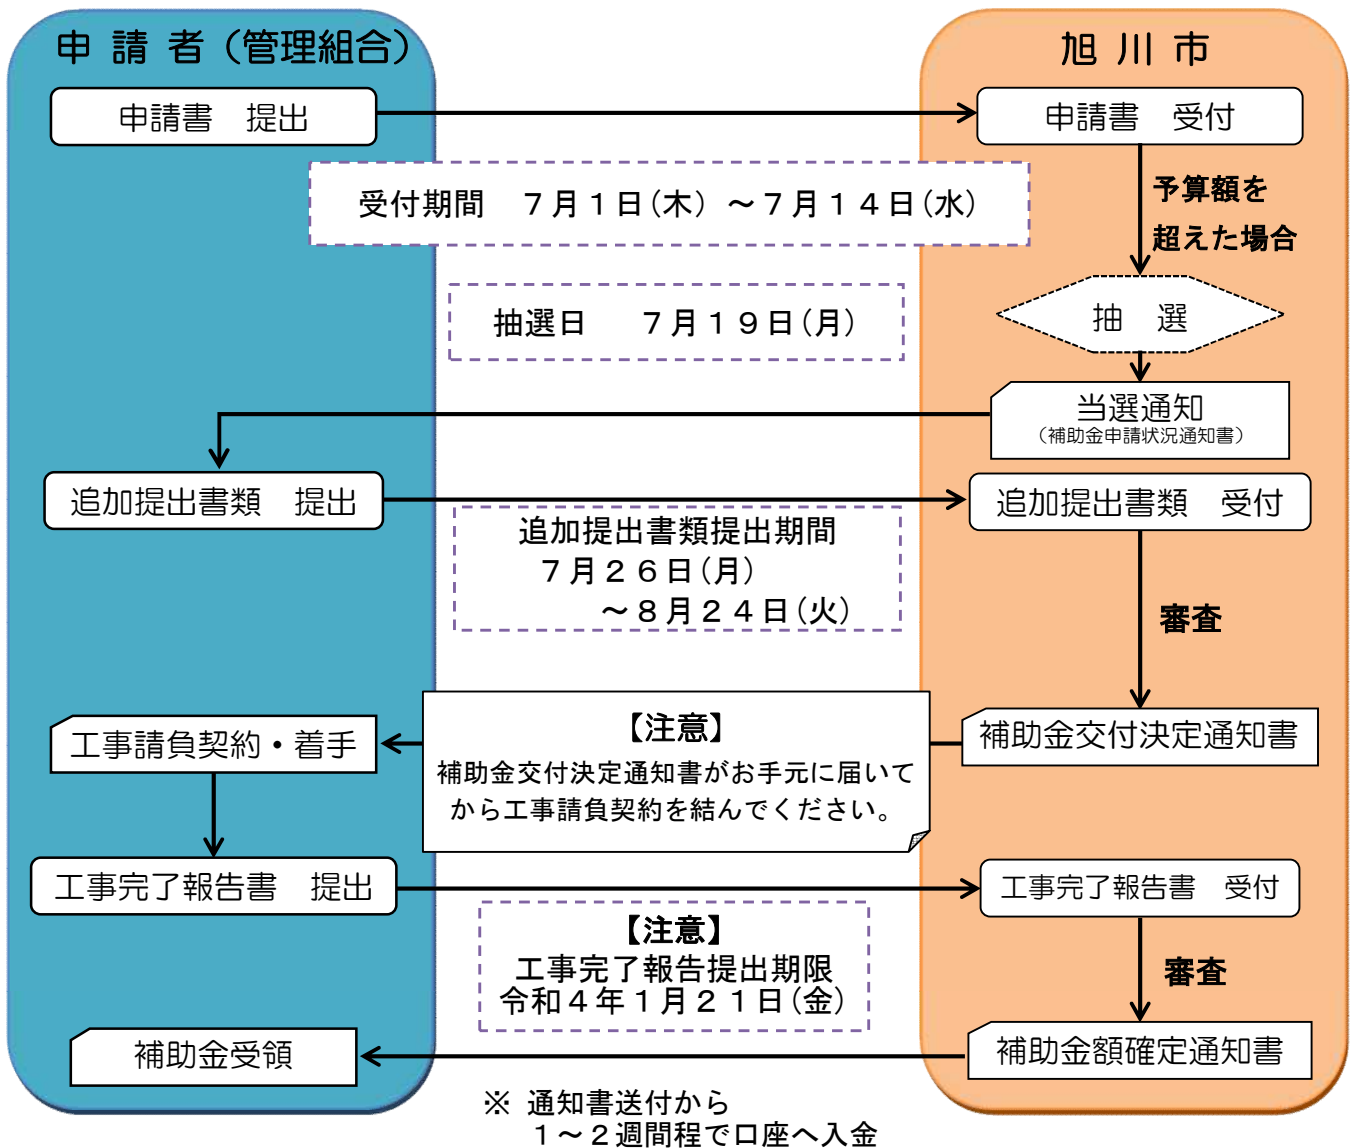 申 請 者（管理組合）
旭 川 市
申請書　提出
申請書　受付
受付期間　７月１日(木) ～７月１４日(水)
予算額を
超えた場合
抽選日　７月１９日(月)
抽　選
当選通知
（補助金申請状況通知書）
追加提出書類　提出
追加提出書類　受付
追加提出書類提出期間
７月２６日(月)
～８月２４日(火)
審査
工事請負契約・着手
【注意】
補助金交付決定通知書がお手元に届いて
から工事請負契約を結んでください。
補助金交付決定通知書
工事完了報告書　提出
工事完了報告書　受付
【注意】
工事完了報告提出期限
令和４年１月２１日(金)
審査
補助金受領
補助金額確定通知書
※ 通知書送付から
１～２週間程で口座へ入金